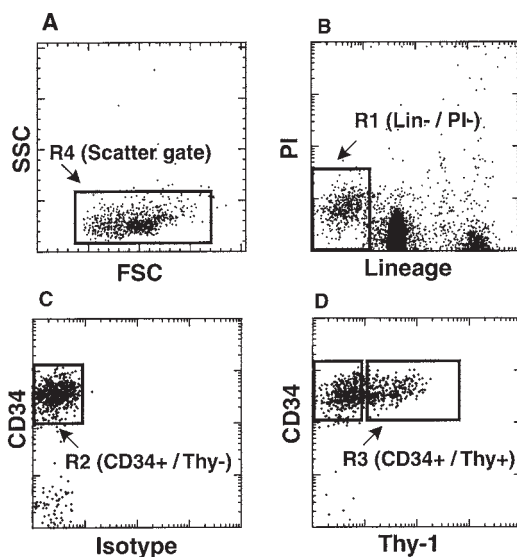 A
SSC
R4 (Scatter gate)
FSC
B
PI
R1 (Lin- / PI-)
Lineage
C
CD34
R2 (CD34+ / Thy-)
Isotype
D
CD34
R3 (CD34+ / Thy+)
Thy-1